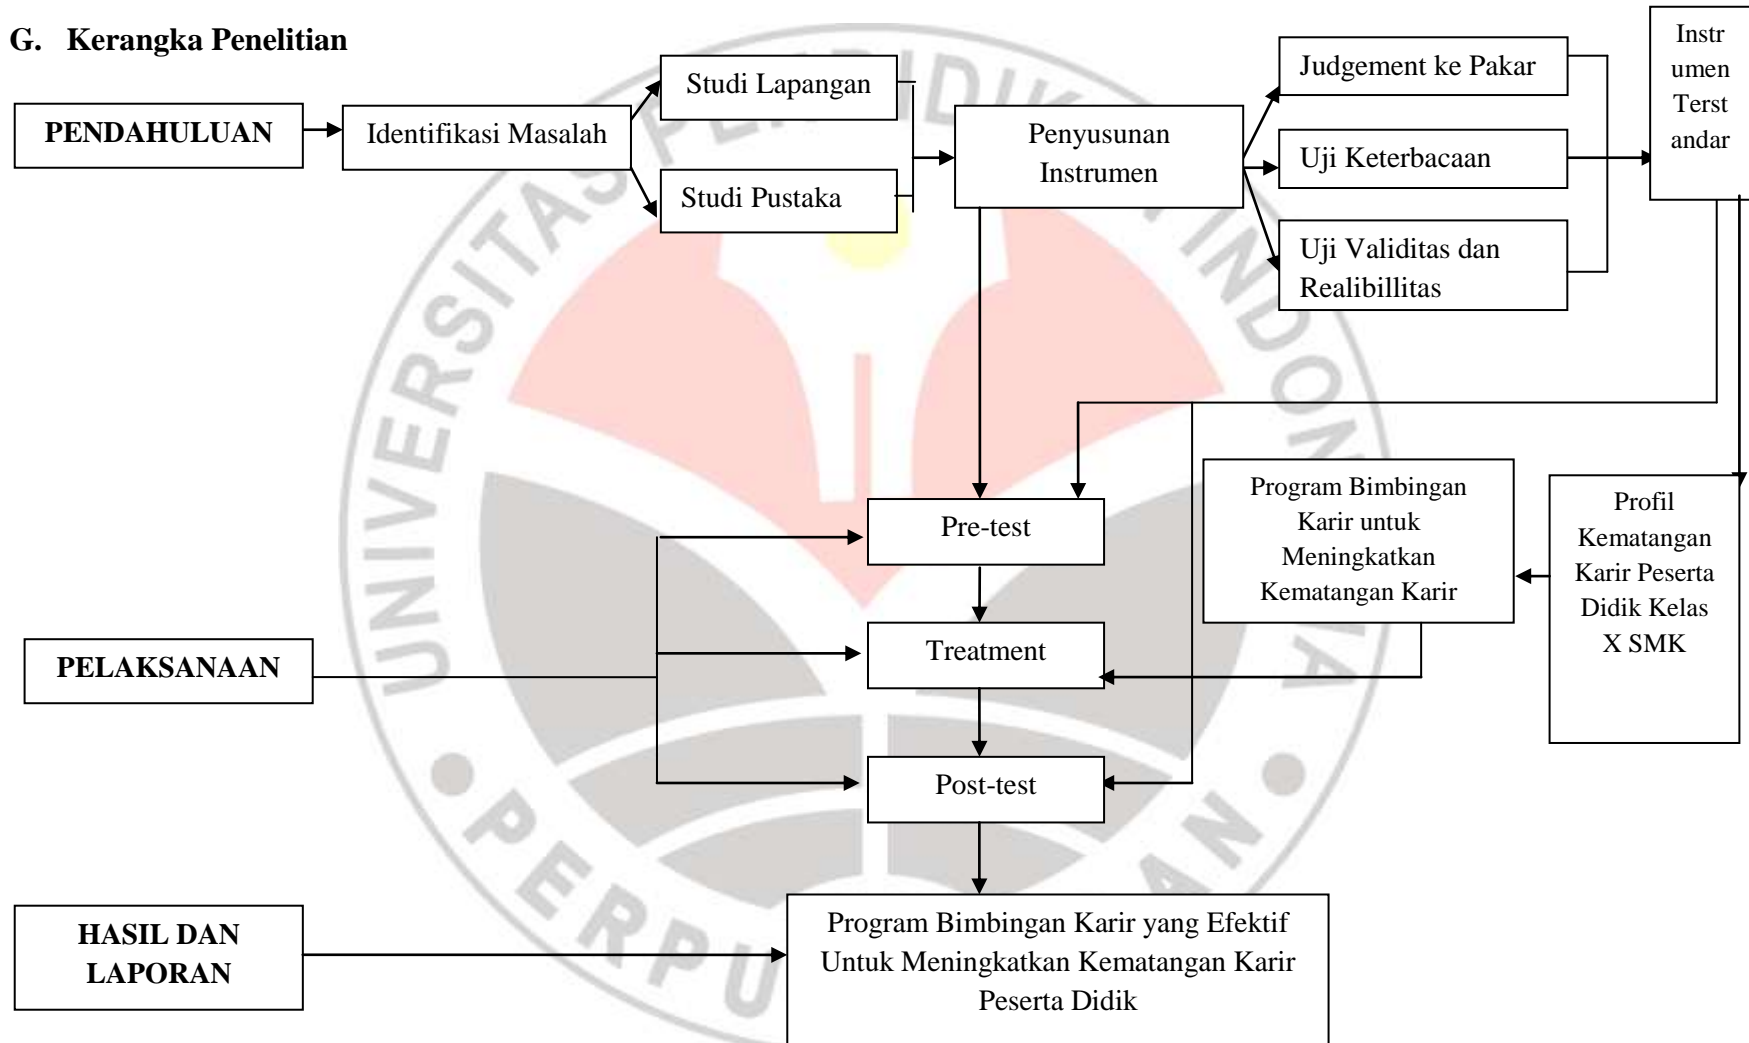 G. Kerangka Penelitian
PENDAHULUAN
Identifikasi Masalah
Studi Lapangan
Studi Pustaka
Penyusunan
Instrumen
Judgement ke Pakar
Uji Keterbacaan
Uji Validitas dan
Realibillitas
Instr
umen
Terst
andar
Pre-test
Program Bimbingan
Karir untuk
Meningkatkan
Kematangan Karir
Profil
Kematangan
Karir Peserta
Didik Kelas
X SMK
PELAKSANAAN
Treatment
Post-test
HASIL DAN
LAPORAN
Program Bimbingan Karir yang Efektif
Untuk Meningkatkan Kematangan Karir
Peserta Didik